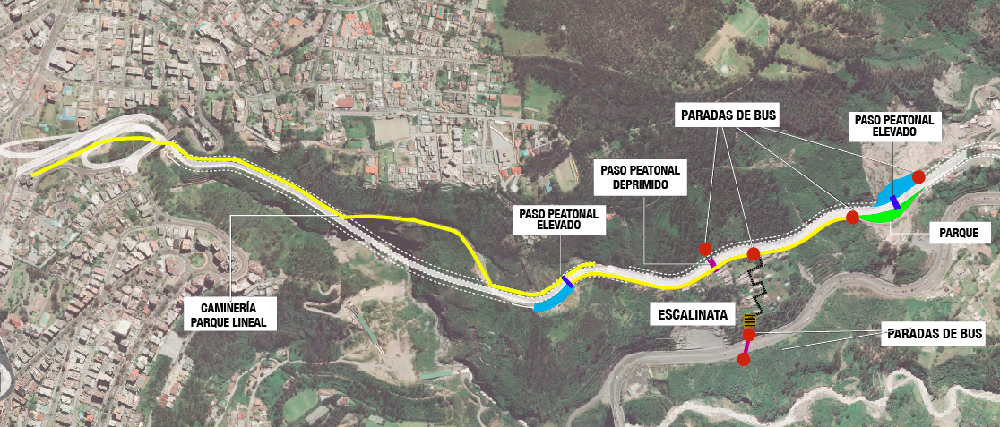 PARADAS DE BUS
PASO PEATONAL
ELEVADO
PASO PEATONAL
DEPRIMIDO
PASO PEATONAL
ELEVADO
PARQUE
CAMINERÍA
PARQUE LINEAL
ESCALINATA
PARADAS DE BUS